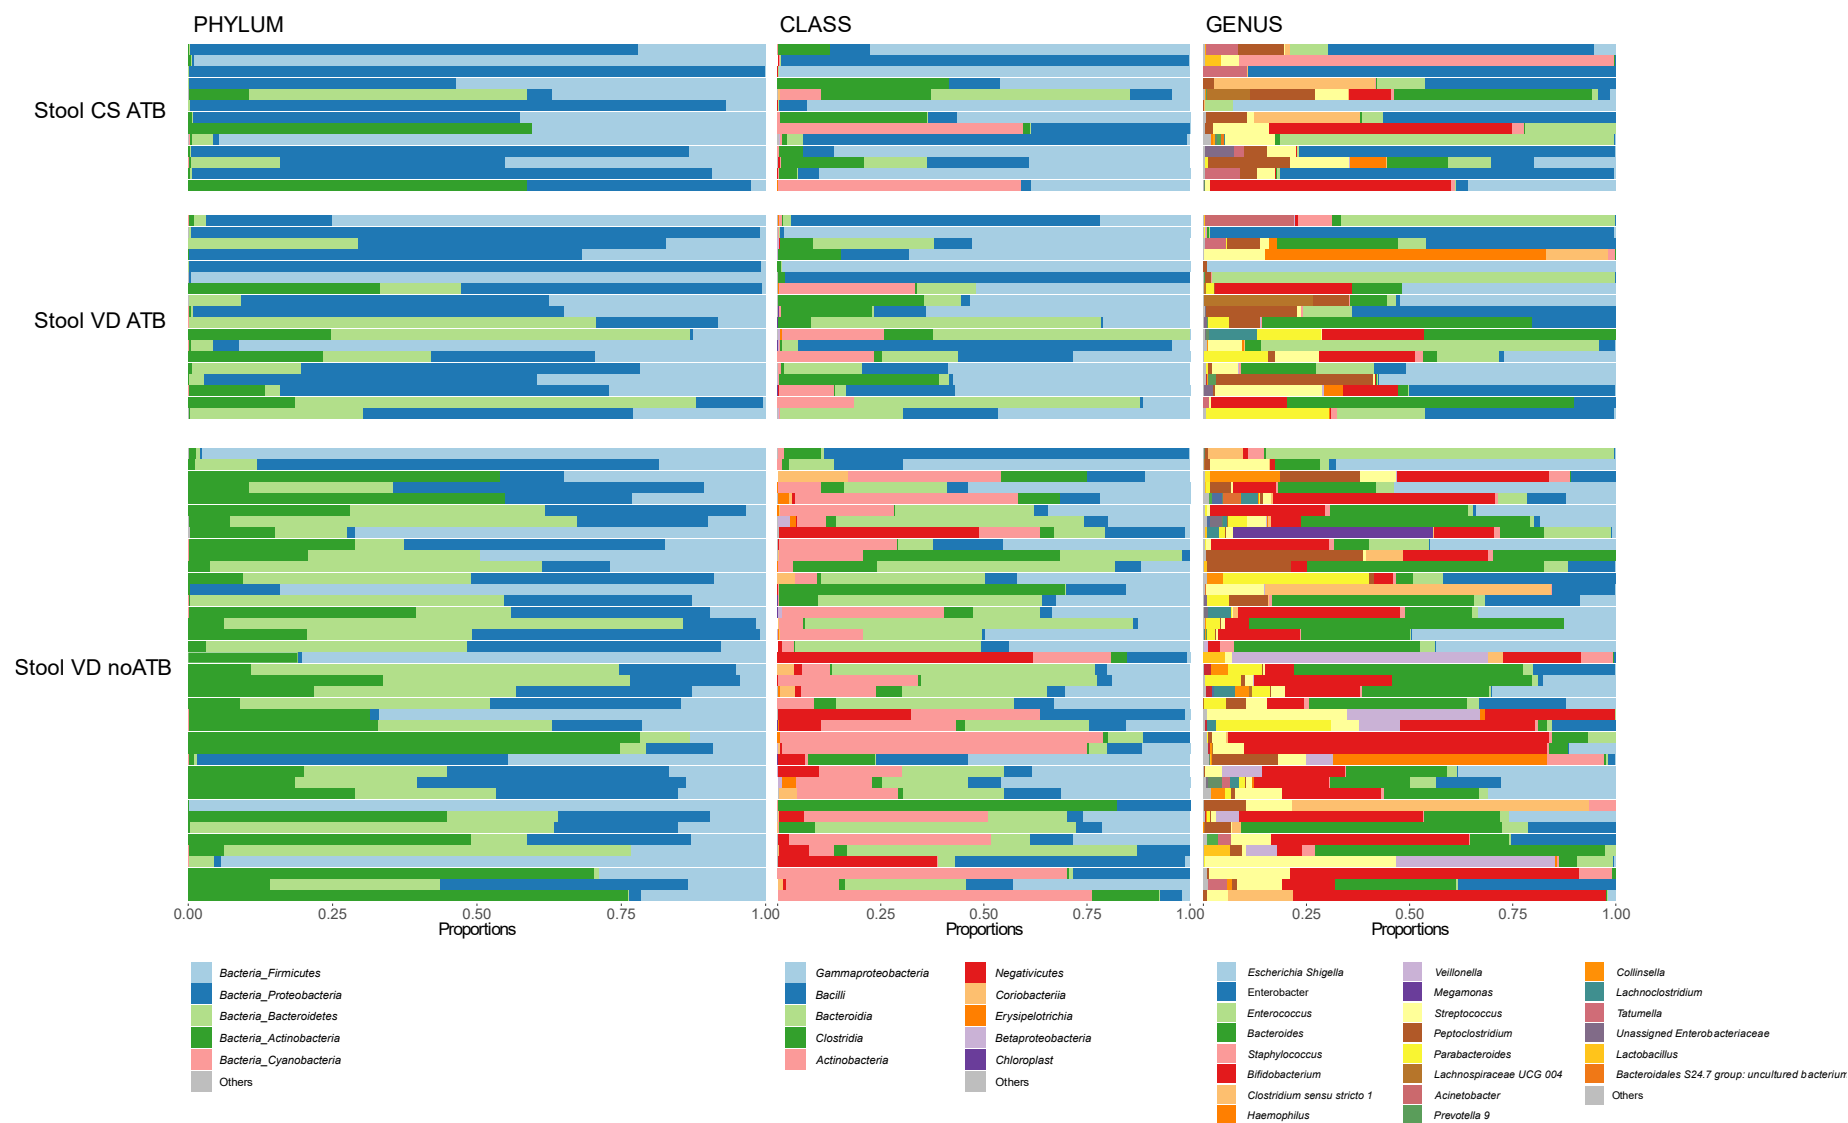 PHYLUM CLASS GENUS
Stool CS ATB
Stool VD ATB
Stool VD noATB
0.00 0.25 0.50 0.75 1.00 0.25 0.50 0.75 1.00 0.25 0.50 0.75 1.00
Proportions Proportions Proportions
Bacteria_Firmicutes
Bacteria_Proteobacteria
Bacteria_Bacteroidetes
Bacteria_Actinobacteria
Bacteria_Cyanobacteria
Others
Gammaproteobacteria
Bacilli
Bacteroidia
Clostridia
Actinobacteria
Negativicutes
Coriobacteriia
Erysipelotrichia
Betaproteobacteria
Chloroplast
Others
Escherichia Shigella
Enterobacter
Enterococcus
Bacteroides
Staphylococcus
Bifidobacterium
Clostridium sensu stricto 1
Haemophilus
Veillonella
Megamonas
Streptococcus
Peptoclostridium
Parabacteroides
Lachnospiraceae UCG 004
Acinetobacter
Prevotella 9
Collinsella
Lachnoclostridium
Tatumella
Unassigned Enterobacteriaceae
Lactobacillus
Bacteroidales S24.7 group: uncultured bacterium
Others